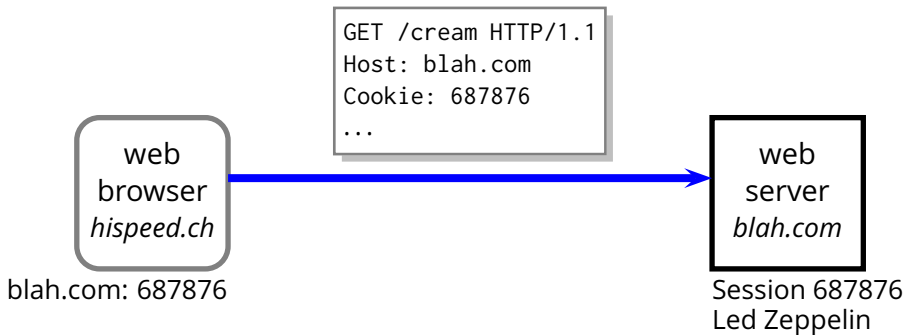 GET /cream HTTP/1.1
Host: blah.com
Cookie: 687876
...
web
browser
hispeed.ch
blah.com: 687876
web
server
blah.com
Session 687876
Led Zeppelin